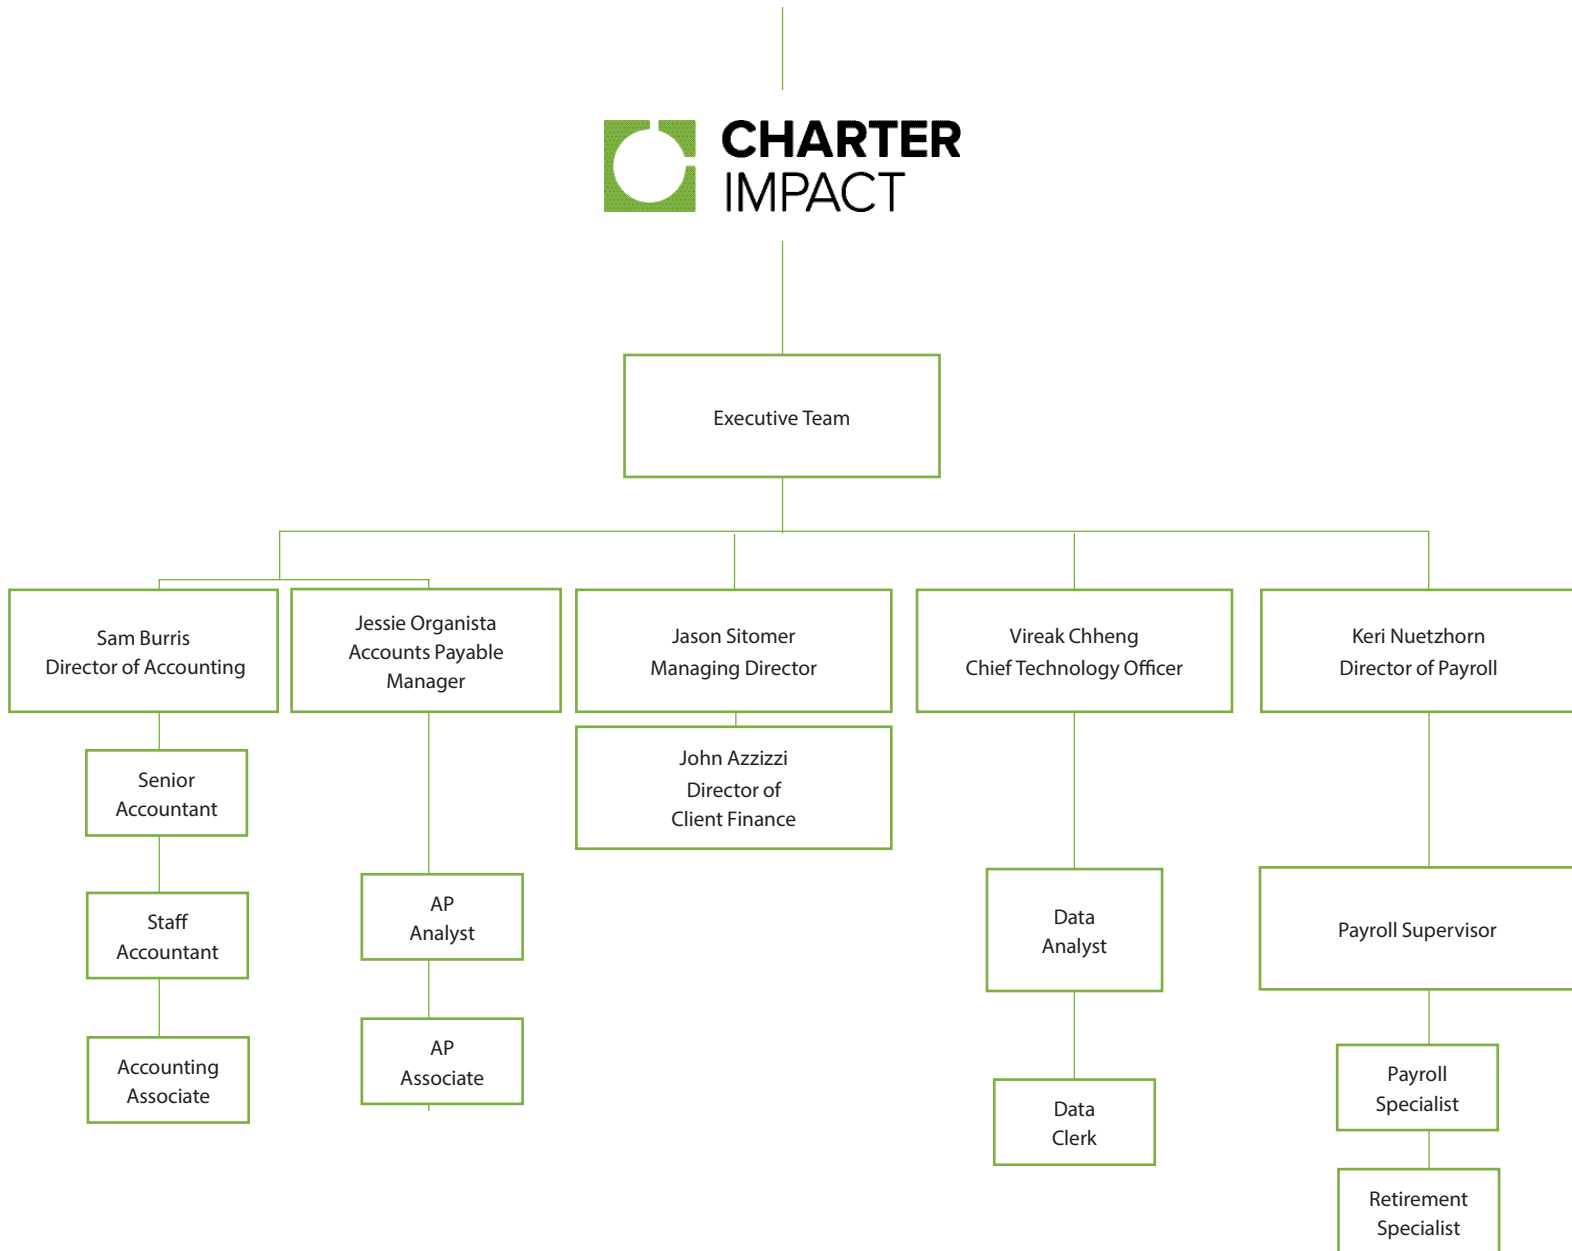 CHARTER
IMPACT
Executive Team
Sam Burris
Director of Accounting
Jessie Organista
Accounts Payable
Manager
Jason Sitomer
Managing Director
Vireak Chheng
Chief Technology Officer
Keri Nuetzhorn
Director of Payroll
John Azzizzi
Director of
Client Finance
Senior
Accountant
Staff
Accountant
Accounting
Associate
AP
Analyst
AP
Associate
Data
Analyst
Data
Clerk
Payroll Supervisor
Payroll
Specialist
Retirement
Specialist